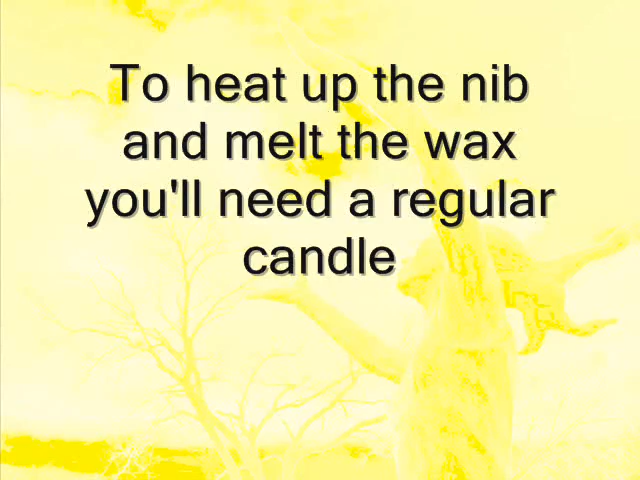 To heat up the nib
and melt the wax
you'll need a regular
candle